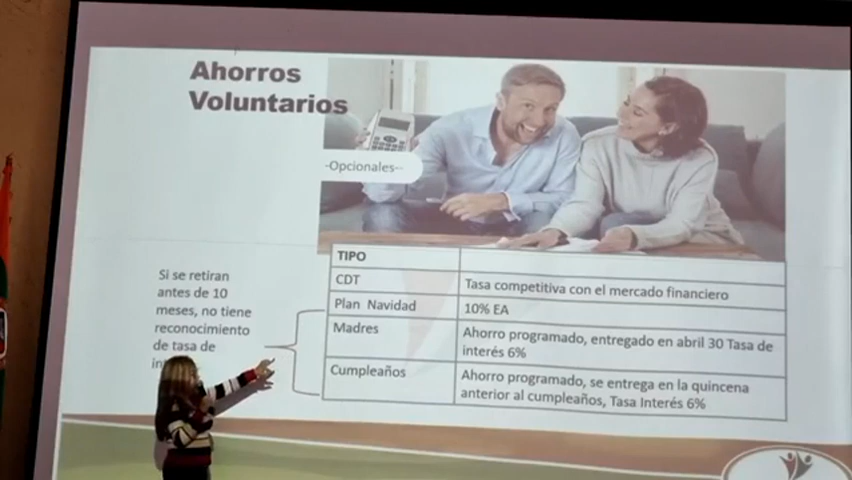 Ahorros
Voluntarios
-Opcionales--
Si se retiran
antes de 10
meses, no tiene
reconocimiento
de tasa de
TIPO
CDT
Tasa competitiva con el mercado financiero
Plan Navidad
10% EA
Madres
Ahorro programado, entregado en abril 30 Tasa de
interés 6%
Cumpleaños
Ahorro programado, se entrega en la quincena
anterior al cumpleaños, Tasa Interés 6%